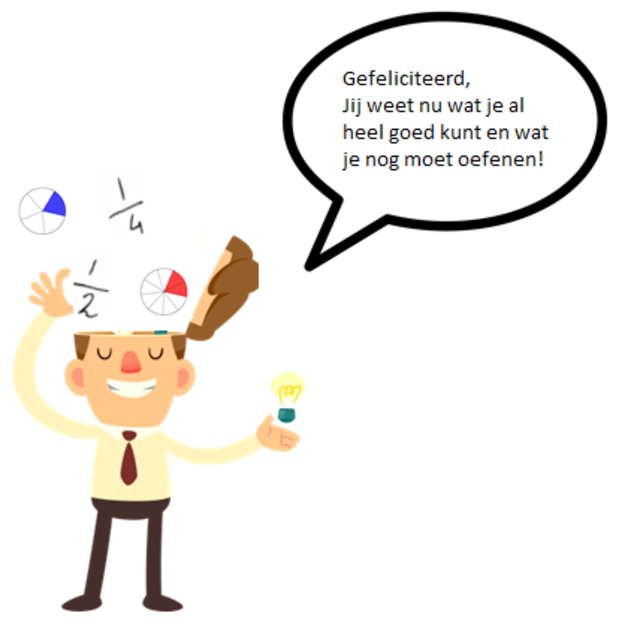 Gefeliciteerd,
Jij weet nu wat je al
heel goed kunt en wat
je nog moet oefenen!
1/4
1/2